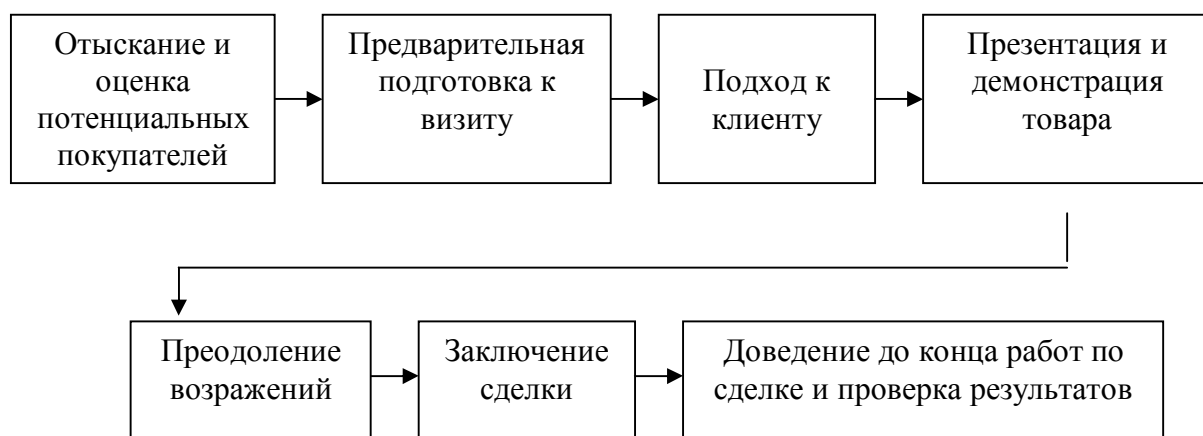 Отыскание и
оценка
потенциальных
покупателей
Предварительная
подготовка к
визиту
Подход к
клиенту
Презентация и
демонстрация
товара
Преодоление
возражений
Заключение
сделки
Доведение до конца работ по
сделке и проверка результатов